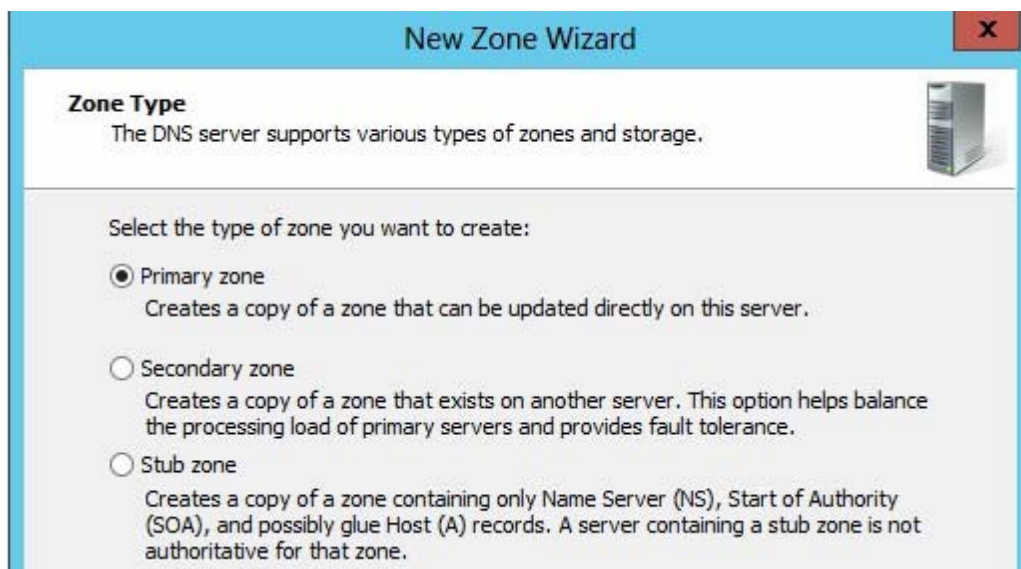 New Zone Wizard
x
Zone Type
The DNS server supports various types of zones and storage.
Select the type of zone you want to create:
Primary zone
Creates a copy of a zone that can be updated directly on this server.
Secondary zone
Creates a copy of a zone that exists on another server. This option helps balance
the processing load of primary servers and provides fault tolerance.
Stub zone
Creates a copy of a zone containing only Name Server (NS), Start of Authority
(SOA), and possibly glue Host (A) records. A server containing a stub zone is not
authoritative for that zone.